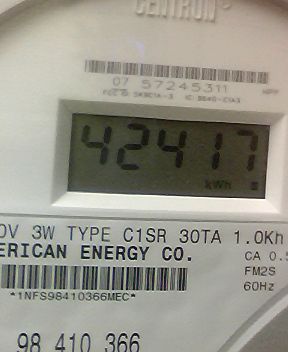 CENTRON
07 57245311
42417
kWh
0V 3W TYPE C1SR 30TA 1.0Kh
ERICAN ENERGY CO.
CA 0.5
FM2S
*1NFS98410366MEC*
60Hz
98 410 366